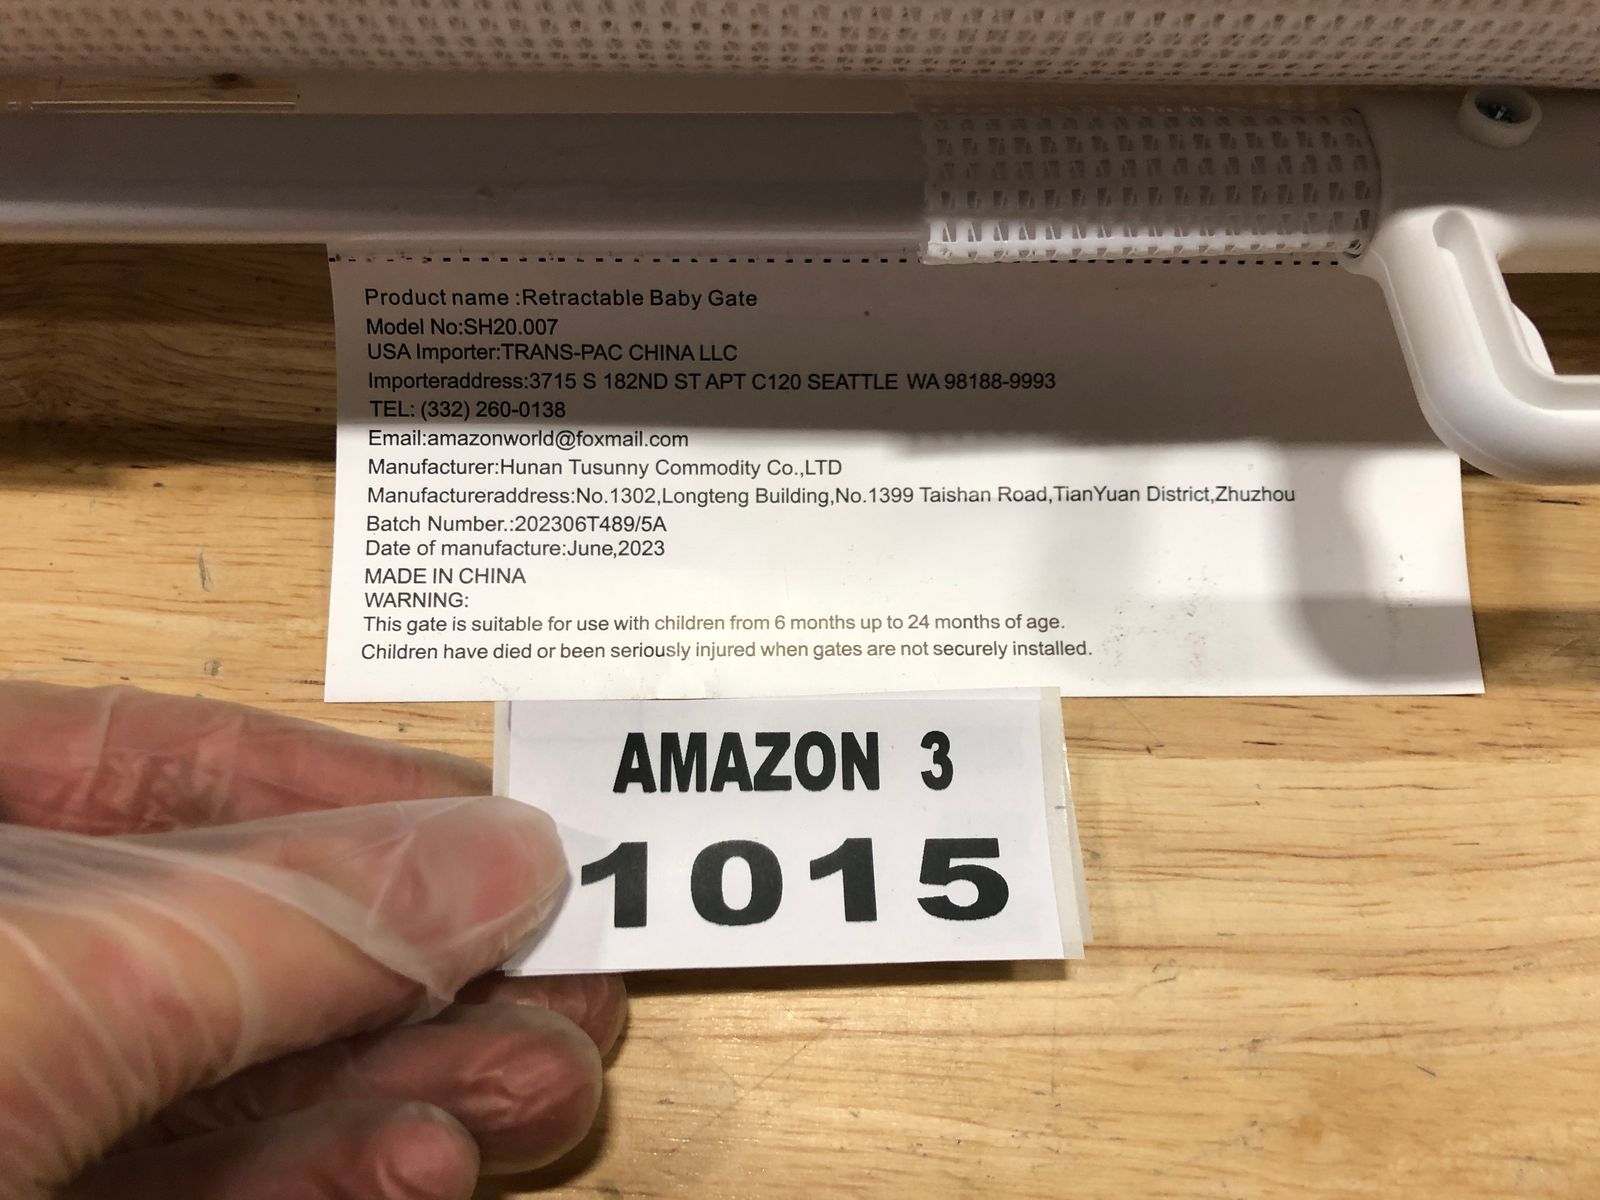 Product name :Retractable Baby Gate
Model No:SH20.007
USA Importer:TRANS-PAC CHINA LLC
Importeraddress:3715 S 182ND ST APT C120 SEATTLE WA 98188-9993
TEL: (332) 260-0138
Email:amazonworld@foxmail.com
Manufacturer:Hunan Tusunny Commodity Co.,LTD
Manufactureraddress:No.1302,Longteng Building,No.1399 Taishan Road,TianYuan District,Zhuzhou
Batch Number.:202306T489/5A
Date of manufacture:June,2023
MADE IN CHINA
WARNING:
This gate is suitable for use with children from 6 months up to 24 months of age.
Children have died or been seriously injured when gates are not securely installed.
AMAZON 3
1015